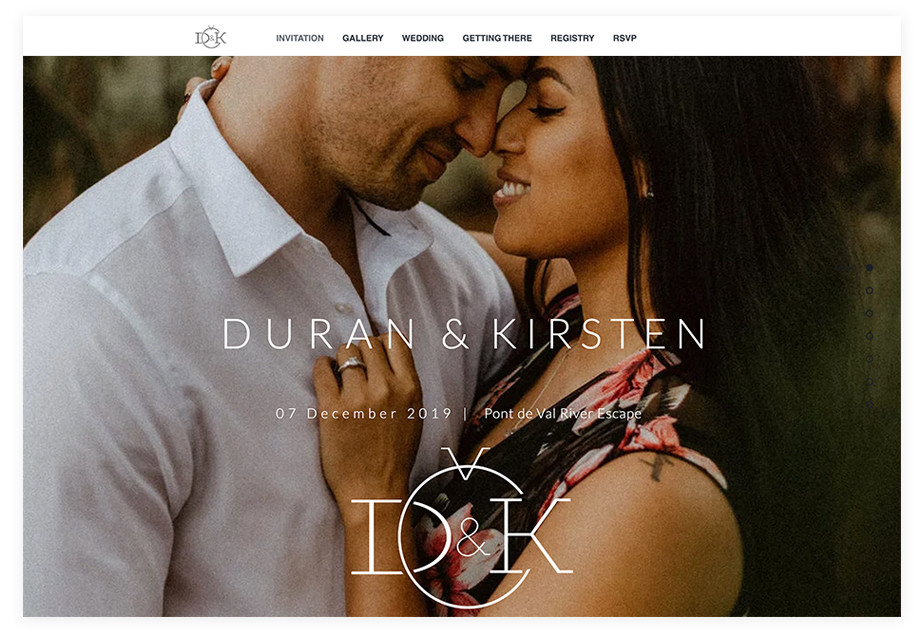 D&K INVITATION GALLERY WEDDING GETTING THERE REGISTRY RSVP
DURAN & KIRSTEN
07 December 2019 | Pont de Val River Escape
D&K